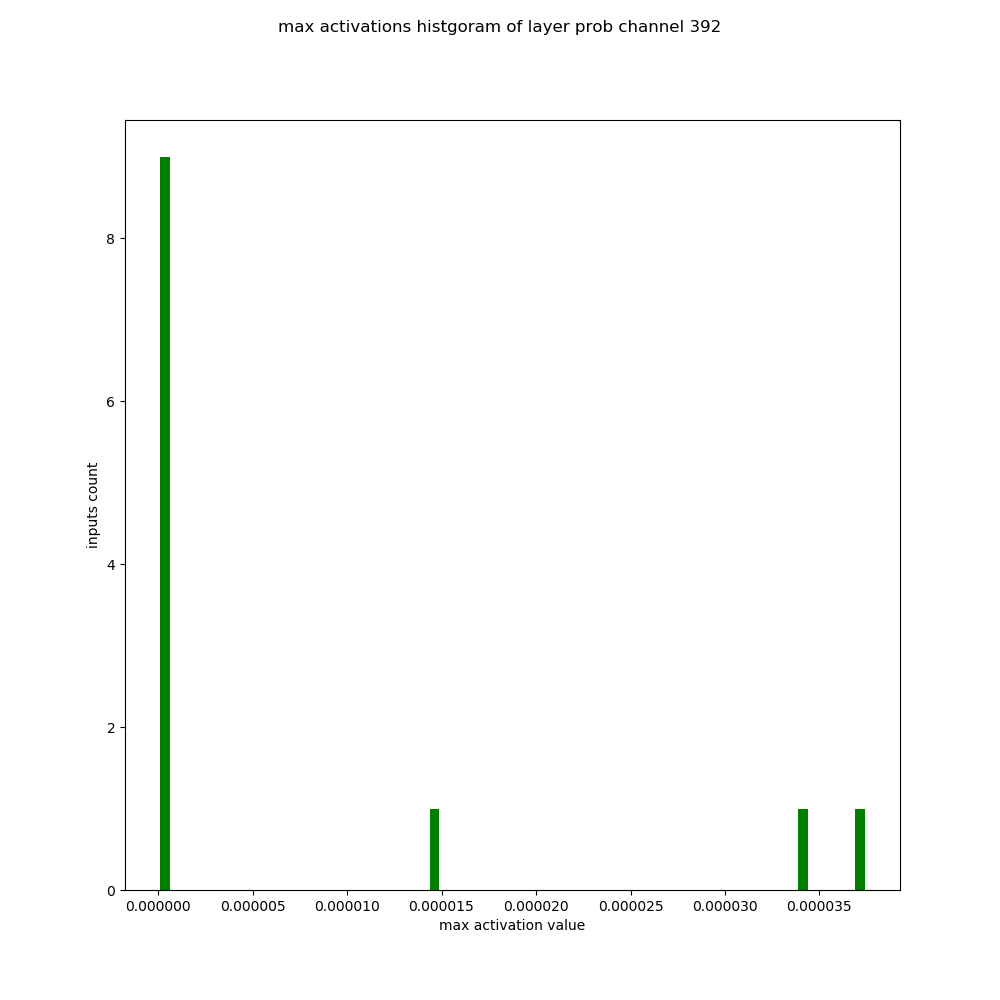 max activations histgoram of layer prob channel 392
8
6
4
2
0
inputs count
0.000000 0.000005 0.000010 0.000015 0.000020 0.000025 0.000030 0.000035
max activation value